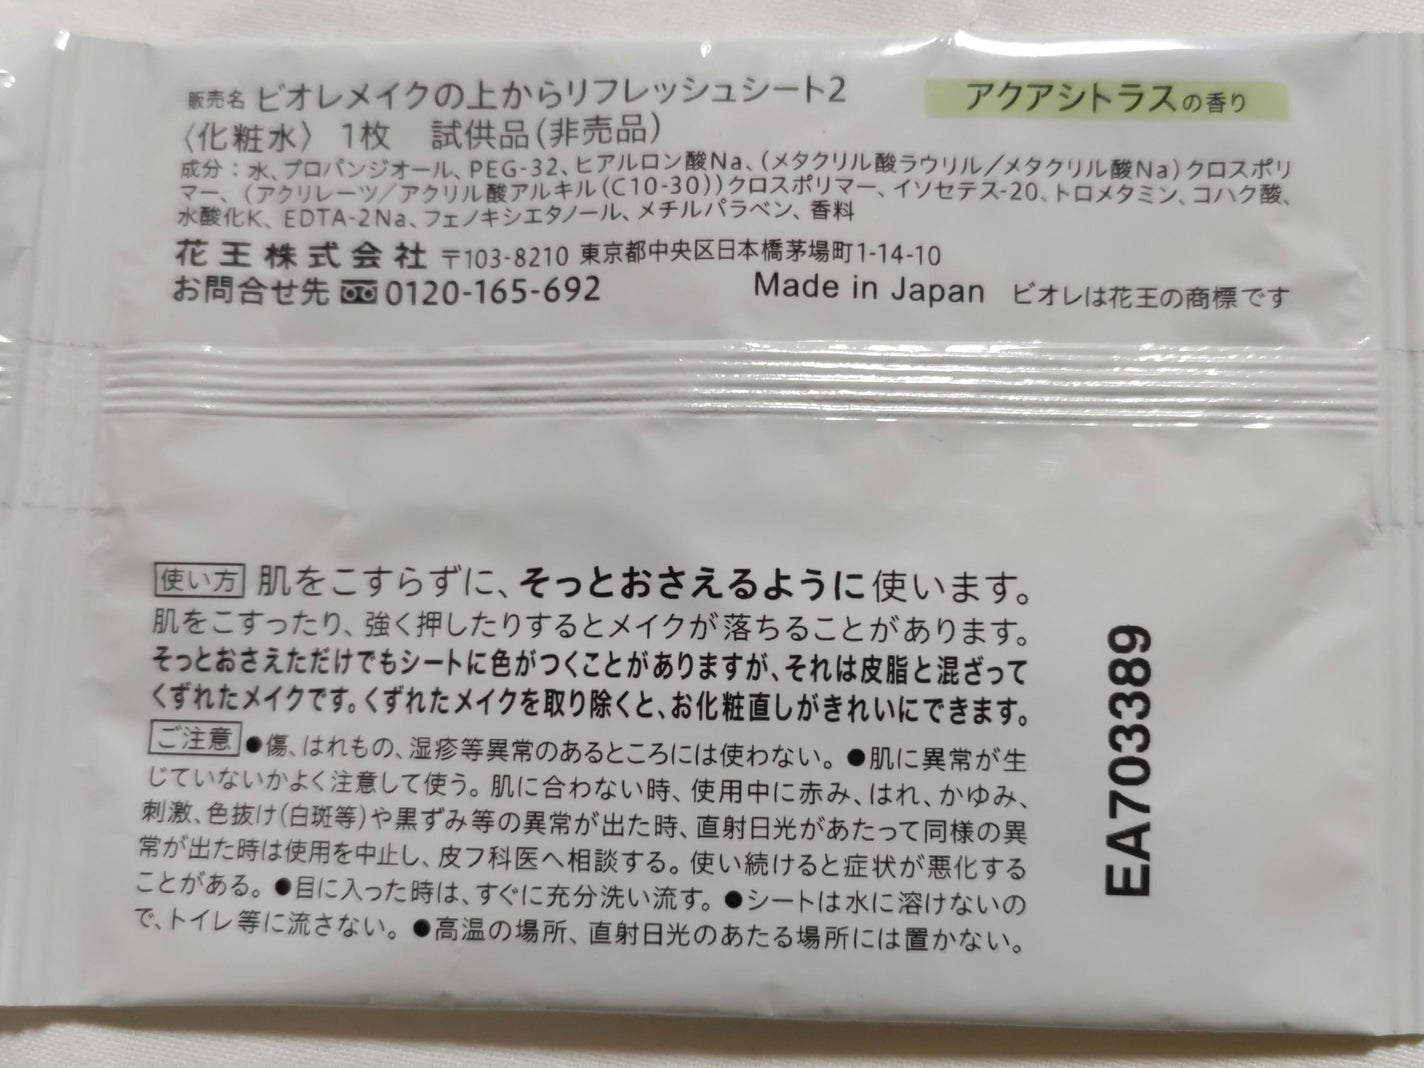 販売名 ビオレメイクの上からリフレッシュシート2
アクアシトラスの香り
〈化粧水〉 1枚 試供品(非売品)
成分：水、プロパンジオール、PEG-32、ヒアルロン酸Na、(メタクリル酸ラウリル／メタクリル酸Na)クロスポリ
マー、(アクリレーツ／アクリル酸アルキル(C10-30))クロスポリマー、イソセテス-20、トロメタミン、コハク酸、
水酸化K、EDTA-2Na、フェノキシエタノール、メチルパラベン、香料
花王株式会社 〒103-8210 東京都中央区日本橋茅場町1-14-10
お問合せ先 0120-165-692 Made in Japan ビオレは花王の商標です
使い方 肌をこすらずに、そっとおさえるように使います。
肌をこすったり、強く押したりするとメイクが落ちることがあります。
そっとおさえただけでもシートに色がつくことがありますが、それは皮脂と混ざって
くずれたメイクです。くずれたメイクを取り除くと、お化粧直しがきれいにできます。
ご注意 ●傷、はれもの、湿疹等異常のあるところには使わない。 ●肌に異常が生
じていないかよく注意して使う。肌に合わない時、使用中に赤み、はれ、かゆみ、
刺激、色抜け(白斑等)や黒ずみ等の異常が出た時、直射日光があたって同様の異
常が出た時は使用を中止し、皮フ科医へ相談する。使い続けると症状が悪化する
ことがある。 ●目に入った時は、すぐに充分洗い流す。 ●シートは水に溶けないの
で、トイレ等に流さない。 ●高温の場所、直射日光のあたる場所には置かない。
EA703389